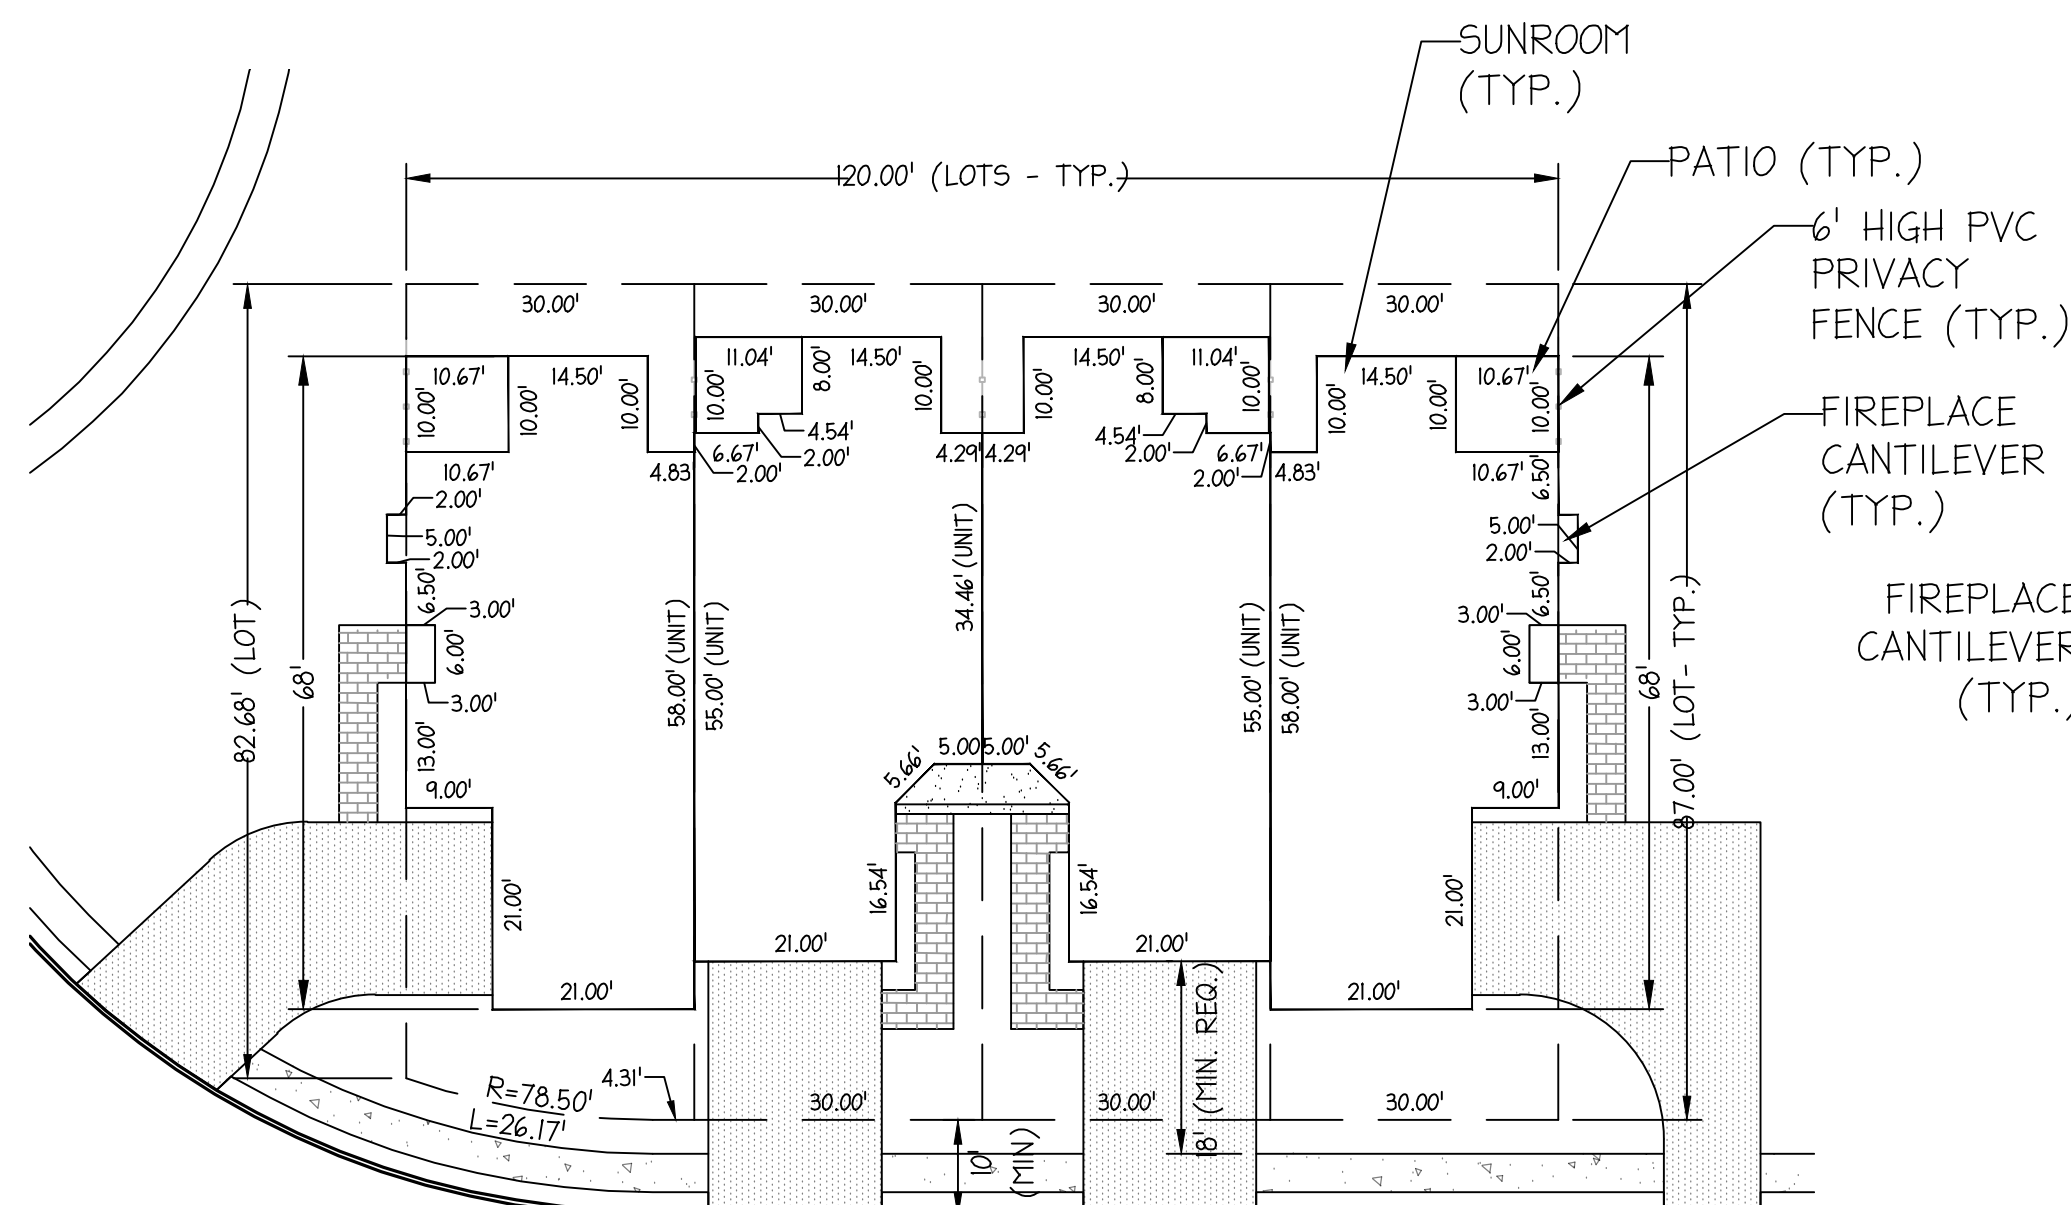 SUNROOM
(TYP.)
120.00' (LOTS - TYP.)
PATIO (TYP.)
6' HIGH PVC
PRIVACY
FENCE (TYP.)
30.00' 30.00' 30.00' 30.00'
11.04' 8.00' 14.50' 10.00' 10.00' 14.50' 8.00' 11.04'
10.67' 14.50' 10.00' 10.00' 14.50' 10.67'
10.00' 10.00' 10.00' 10.00' 10.00' 10.00'
FIREPLACE
CANTILEVER
(TYP.)
4.54' 4.54'
6.67' 2.00' 4.29' 4.29' 2.00' 6.67'
10.67' 4.83' 2.00' 2.00' 4.83' 10.67' 6.50'
2.00' 5.00'
5.00' 2.00'
2.00'
34.46' (UNIT)
6.50' 6.50'
3.00' 3.00'
6.00' 6.00'
3.00' 3.00'
FIREPLACE
CANTILEVER
(TYP.)
82.68' (LOT)
68'
58.00' (UNIT)
55.00' (UNIT)
55.00' (UNIT)
58.00' (UNIT)
68'
87.00' (LOT- TYP.)
13.00' 13.00'
5.66' 5.00' 5.00' 5.66'
9.00' 9.00'
21.00' 16.54' 16.54' 21.00'
21.00' 21.00'
21.00' 21.00'
18' (MIN. REQ.)
R=78.50' 4.31'
L=26.17'
30.00' 30.00' 30.00'
10'
(MIN)